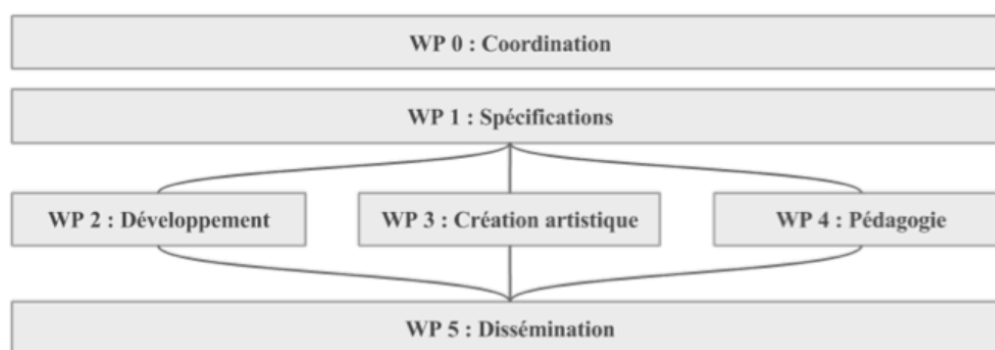 WP 0 : Coordination
WP 1 : Spécifications
WP 2 : Développement
WP 3 : Création artistique
WP 4 : Pédagogie
WP 5 : Dissémination